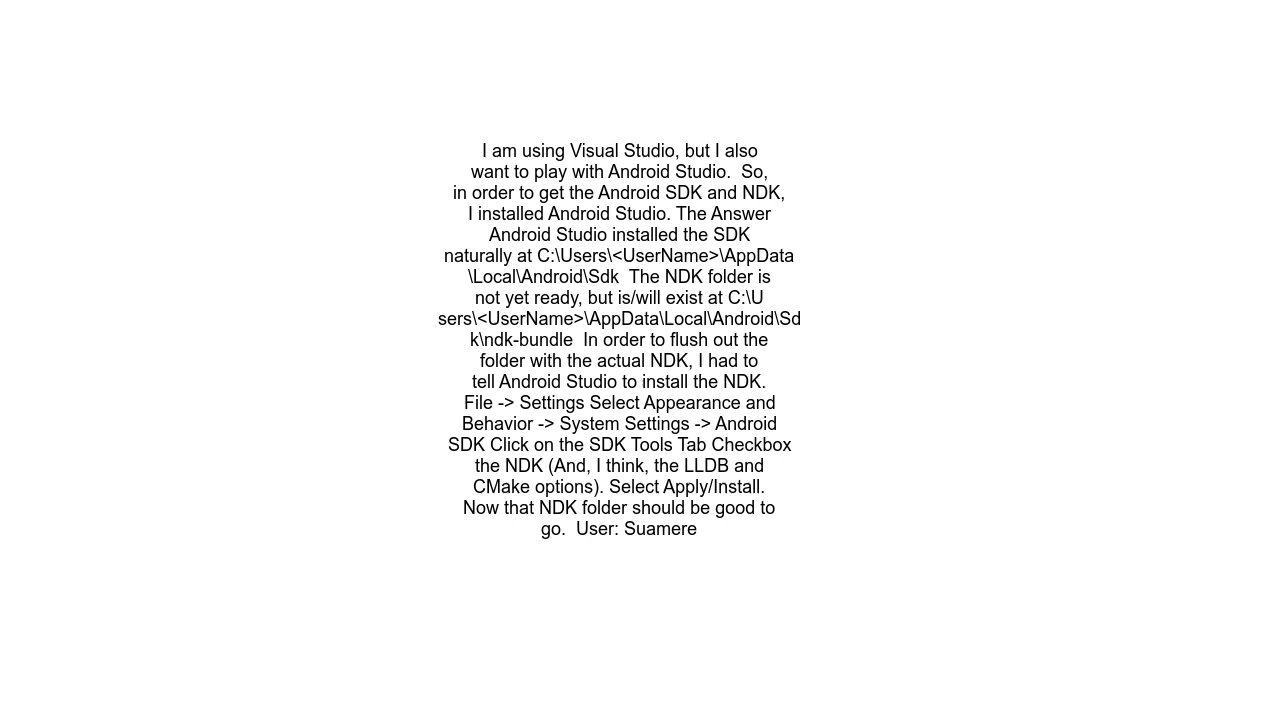 I am using Visual Studio, but I also
want to play with Android Studio.  So,
in order to get the Android SDK and NDK,
I installed Android Studio. The Answer
Android Studio installed the SDK
naturally at C:\Users\<UserName>\AppData
\Local\Android\Sdk  The NDK folder is
not yet ready, but is/will exist at C:\U
sers\<UserName>\AppData\Local\Android\Sd
k\ndk-bundle  In order to flush out the
folder with the actual NDK, I had to
tell Android Studio to install the NDK.
File -> Settings Select Appearance and
Behavior -> System Settings -> Android
SDK Click on the SDK Tools Tab Checkbox
the NDK (And, I think, the LLDB and
CMake options). Select Apply/Install.
Now that NDK folder should be good to
go.  User: Suamere